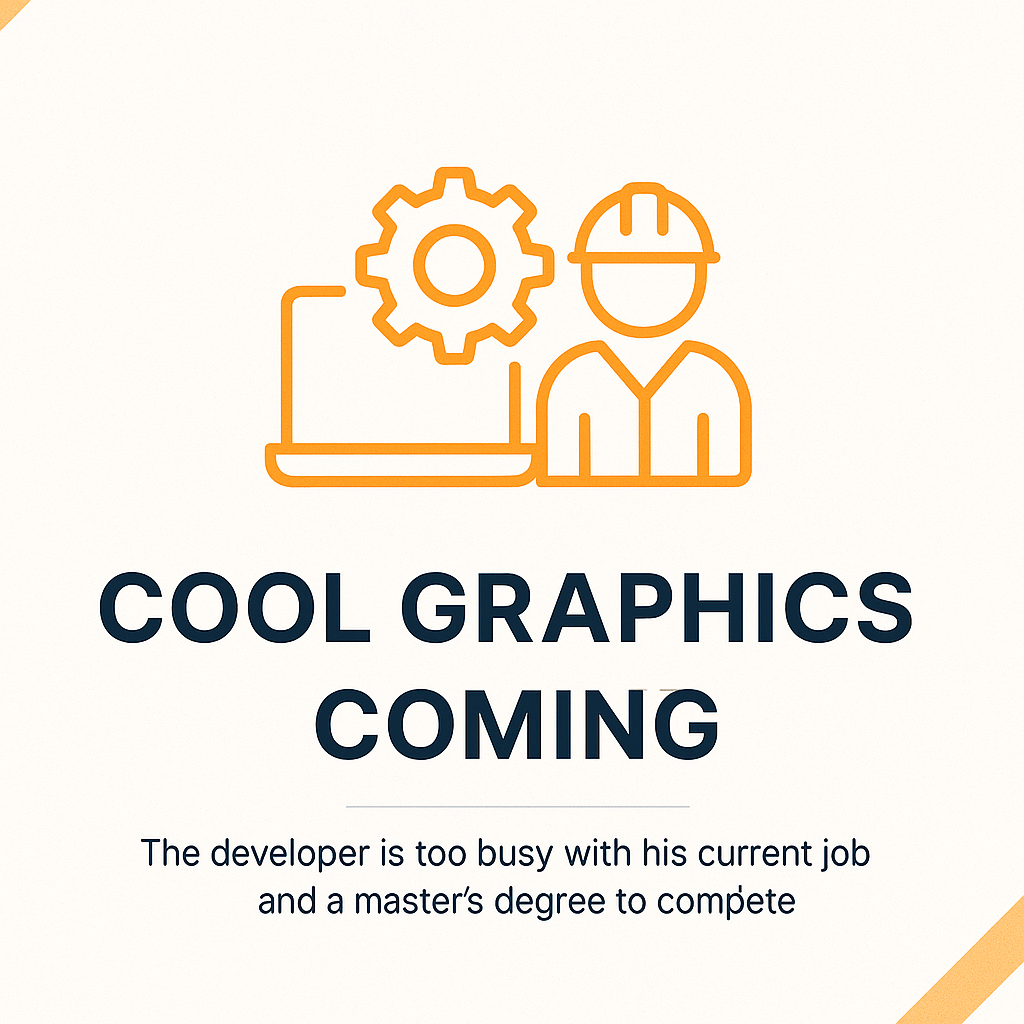 COOL GRAPHICS
COMING
The developer is too busy with his current job
and a master's degree to compete